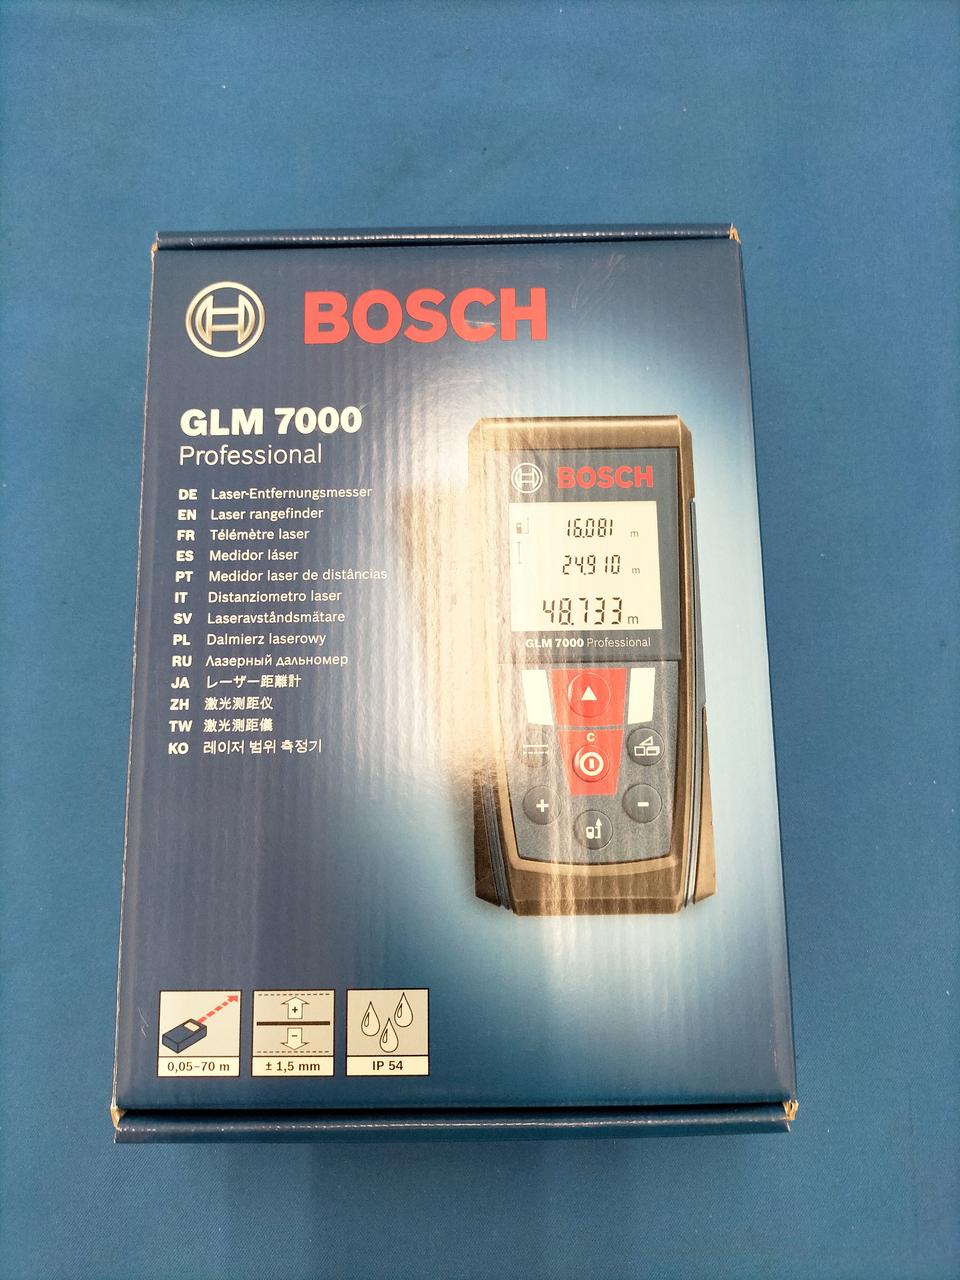 BOSCH
GLM 7000
Professional
DE Laser-Entfernungsmesser
EN Laser rangefinder
FR Télémètre laser
ES Medidor láser
PT Medidor laser de distâncias
IT Distanziometro laser
SV Laseravståndsmätare
PL Dalmierz laserowy
RU Лазерный дальномер
JA レーザー距離計
ZH 激光测距仪
TW 激光測距儀
KO 레이저 범위 측정기
BOSCH
16.081 m
24.910 m
48.733 m
GLM 7000 Professional
C
+ -
+
-
0,05–70 m
± 1,5 mm
IP 54